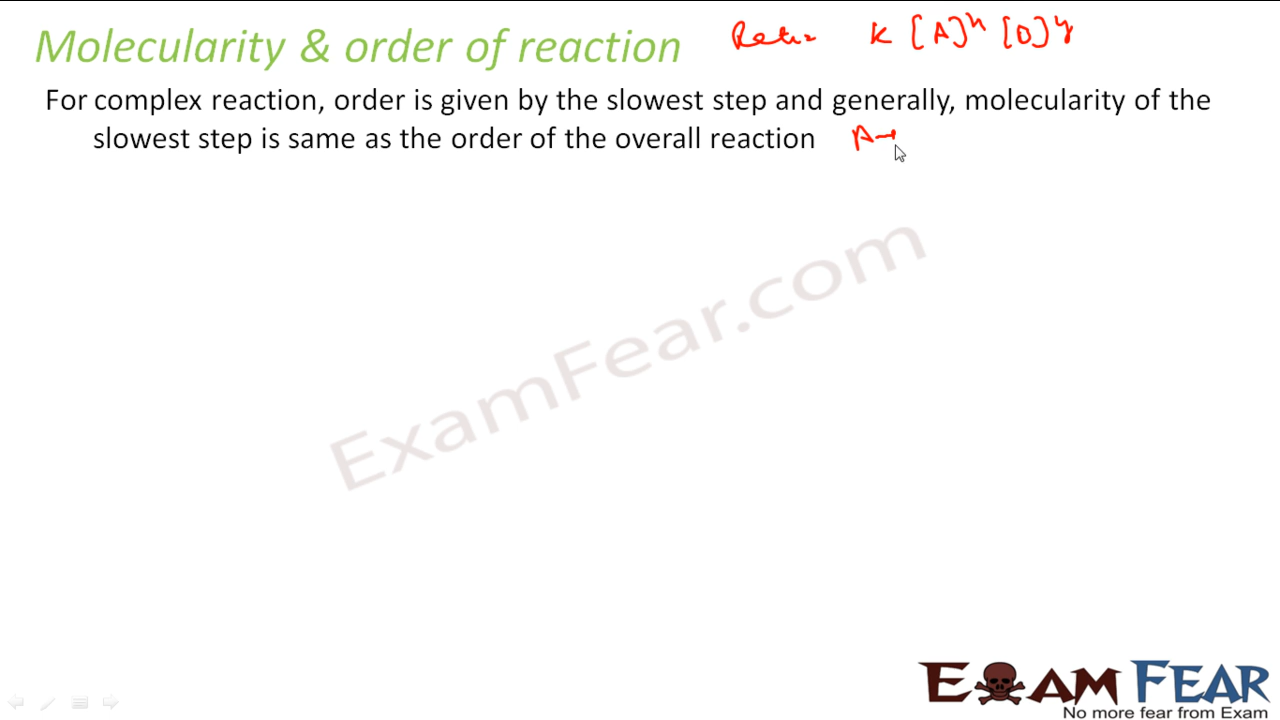 Molecularity & order of reaction
K [A]
For complex reaction, order is given by the slowest step and generally, molecularity of the
slowest step is same as the order of the overall reaction
A
ExamFear.com
EXAM FEAR
No more fear from Exam